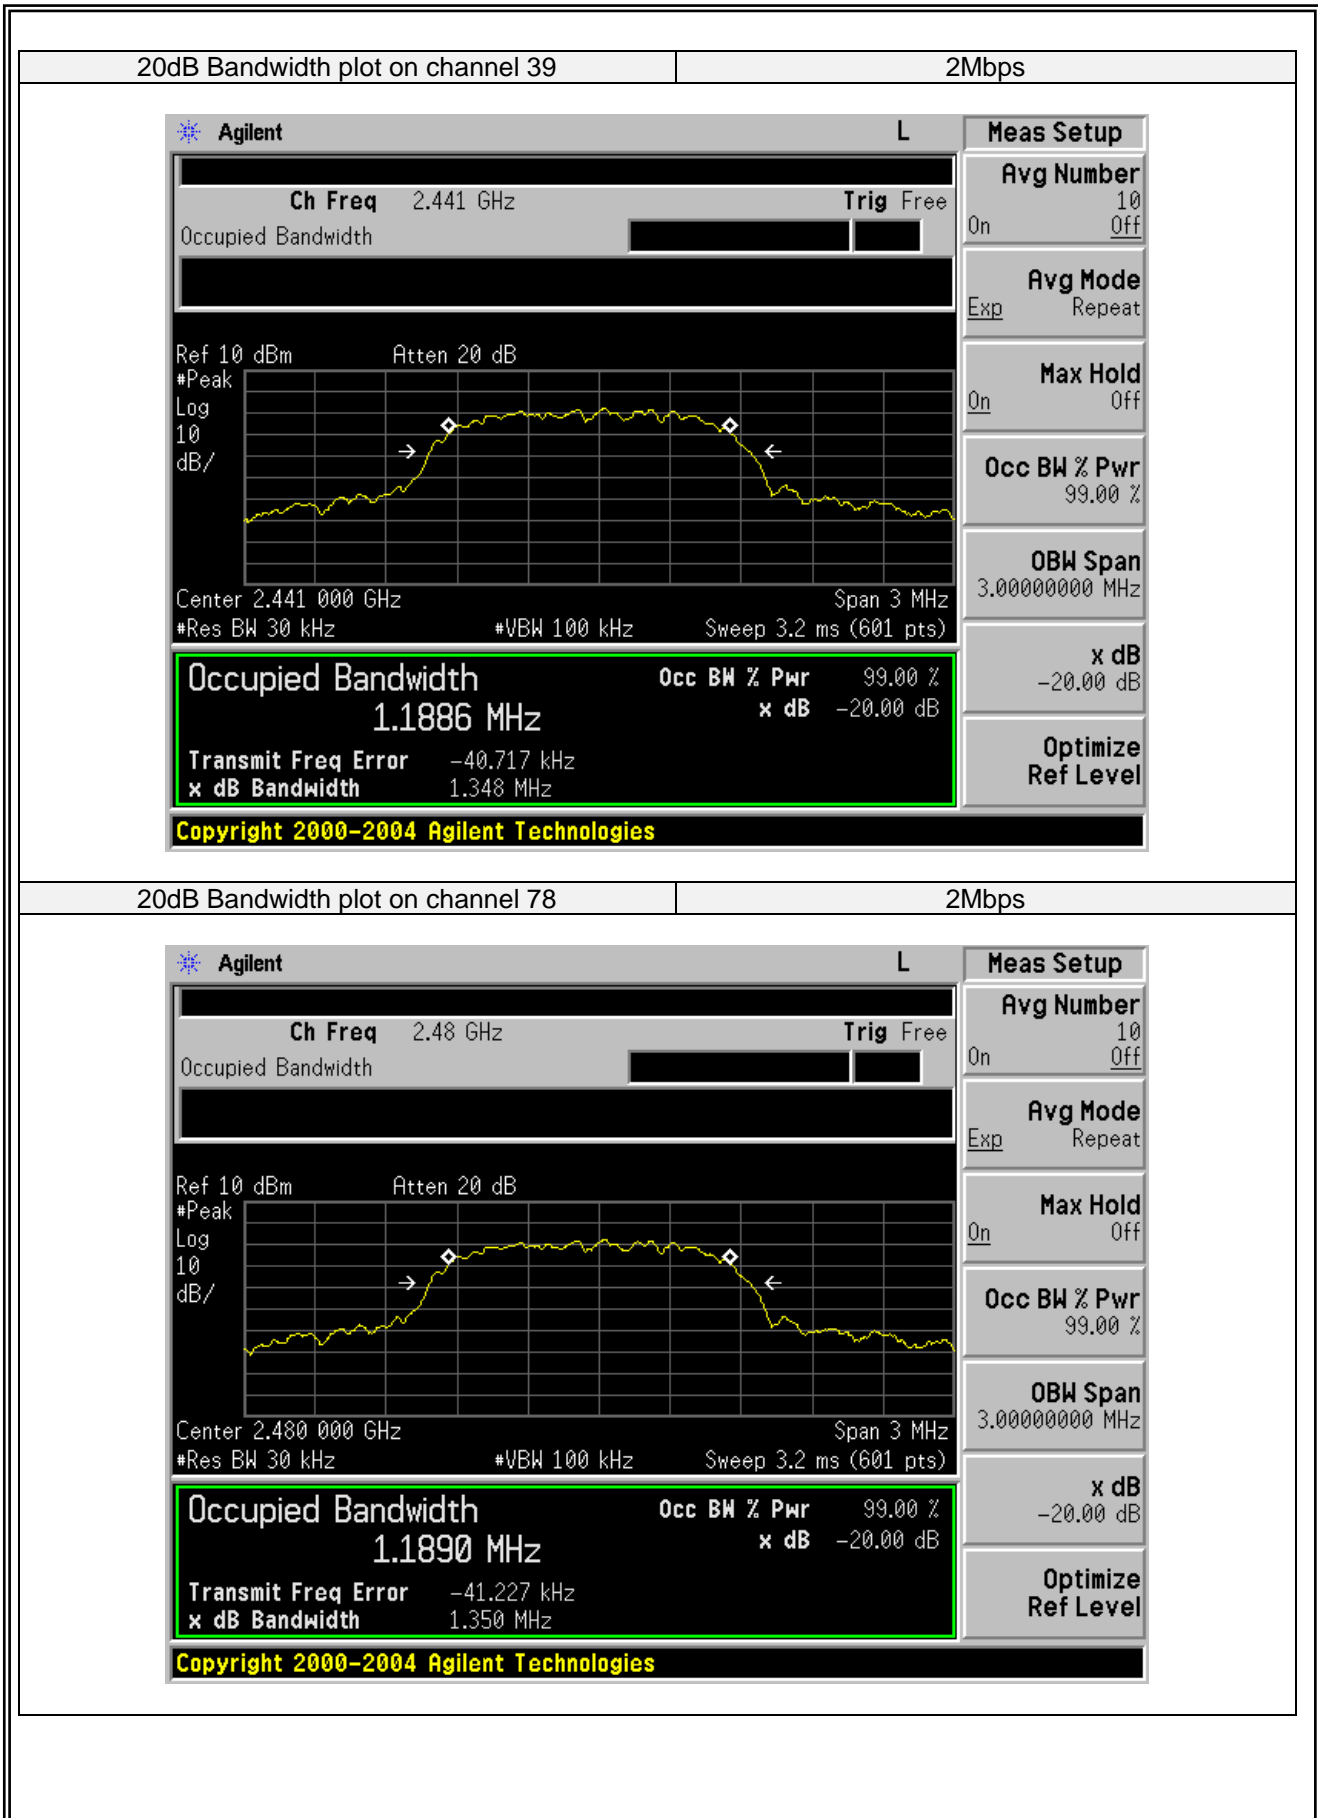 20dB Bandwidth plot on channel 39 2Mbps
Agilent L Meas Setup
Ch Freq 2.441 GHz Trig Free
Occupied Bandwidth
Avg Number
10
On Off
Avg Mode
Exp Repeat
Ref 10 dBm Atten 20 dB
#Peak
Log
10
dB/
Max Hold
On Off
Occ BW % Pwr
99.00 %
OBW Span
3.00000000 MHz
Center 2.441 000 GHz Span 3 MHz
#Res BW 30 kHz #VBW 100 kHz Sweep 3.2 ms (601 pts)
Occupied Bandwidth Occ BW % Pwr 99.00 %
1.1886 MHz x dB -20.00 dB
Transmit Freq Error -40.717 kHz
x dB Bandwidth 1.348 MHz
x dB
-20.00 dB
Optimize
Ref Level
Copyright 2000-2004 Agilent Technologies
20dB Bandwidth plot on channel 78 2Mbps
Agilent L Meas Setup
Ch Freq 2.48 GHz Trig Free
Occupied Bandwidth
Avg Number
10
On Off
Avg Mode
Exp Repeat
Ref 10 dBm Atten 20 dB
#Peak
Log
10
dB/
Max Hold
On Off
Occ BW % Pwr
99.00 %
OBW Span
3.00000000 MHz
Center 2.480 000 GHz Span 3 MHz
#Res BW 30 kHz #VBW 100 kHz Sweep 3.2 ms (601 pts)
Occupied Bandwidth Occ BW % Pwr 99.00 %
1.1890 MHz x dB -20.00 dB
Transmit Freq Error -41.227 kHz
x dB Bandwidth 1.350 MHz
x dB
-20.00 dB
Optimize
Ref Level
Copyright 2000-2004 Agilent Technologies